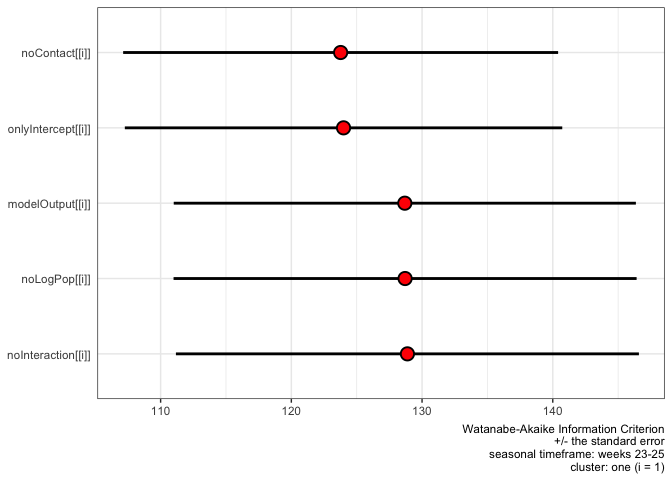 noContact[[i]]
onlyIntercept[[i]]
modelOutput[[i]]
noLogPop[[i]]
noInteraction[[i]]
110 120 130 140
Watanabe-Akaike Information Criterion
+/- the standard error
seasonal timeframe: weeks 23-25
cluster: one (i = 1)